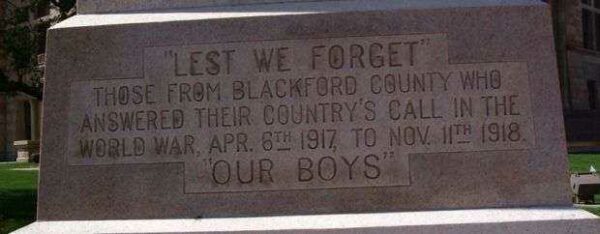 "LEST WE FORGET"
THOSE FROM BLACKFORD COUNTY WHO
ANSWERED THEIR COUNTRY'S CALL IN THE
WORLD WAR, APR. 6TH 1917, TO NOV. 11TH 1918.
"OUR BOYS"